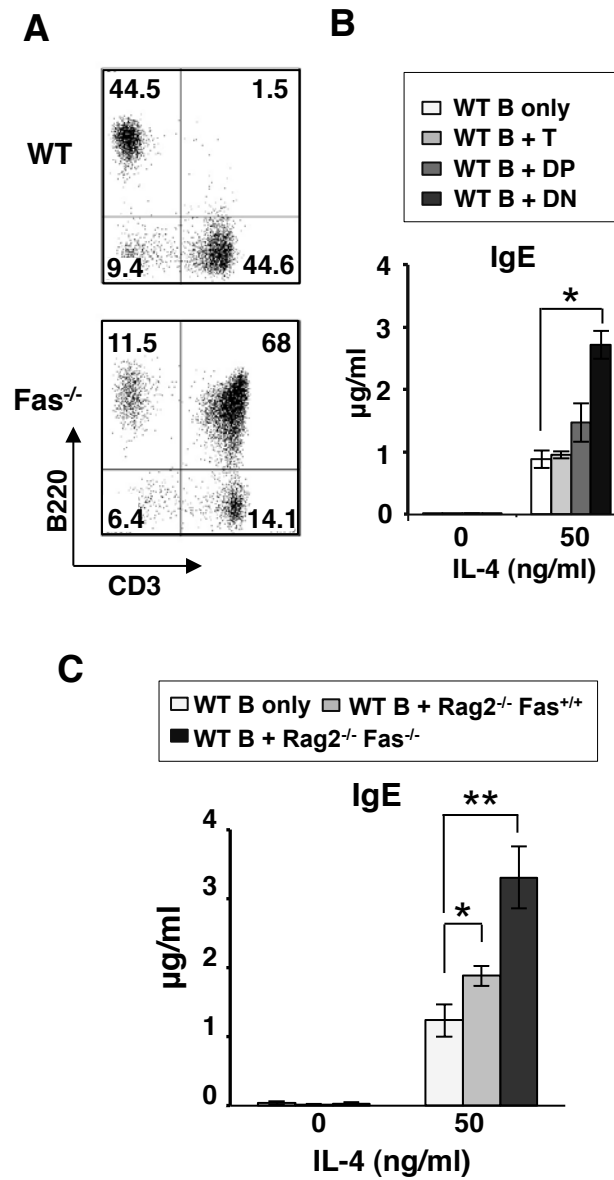 A
WT
44.5 1.5
9.4 44.6
Fas-/-
11.5 68
6.4 14.1
B220
CD3
B
WT B only
WT B + T
WT B + DP
WT B + DN
IgE
*
µg/ml
4
3
2
1
0
0 50
IL-4 (ng/ml)
C
WT B only WT B + Rag2-/- Fas+/+
WT B + Rag2-/- Fas-/-
IgE
**
*
µg/ml
4
3
2
1
0
0 50
IL-4 (ng/ml)